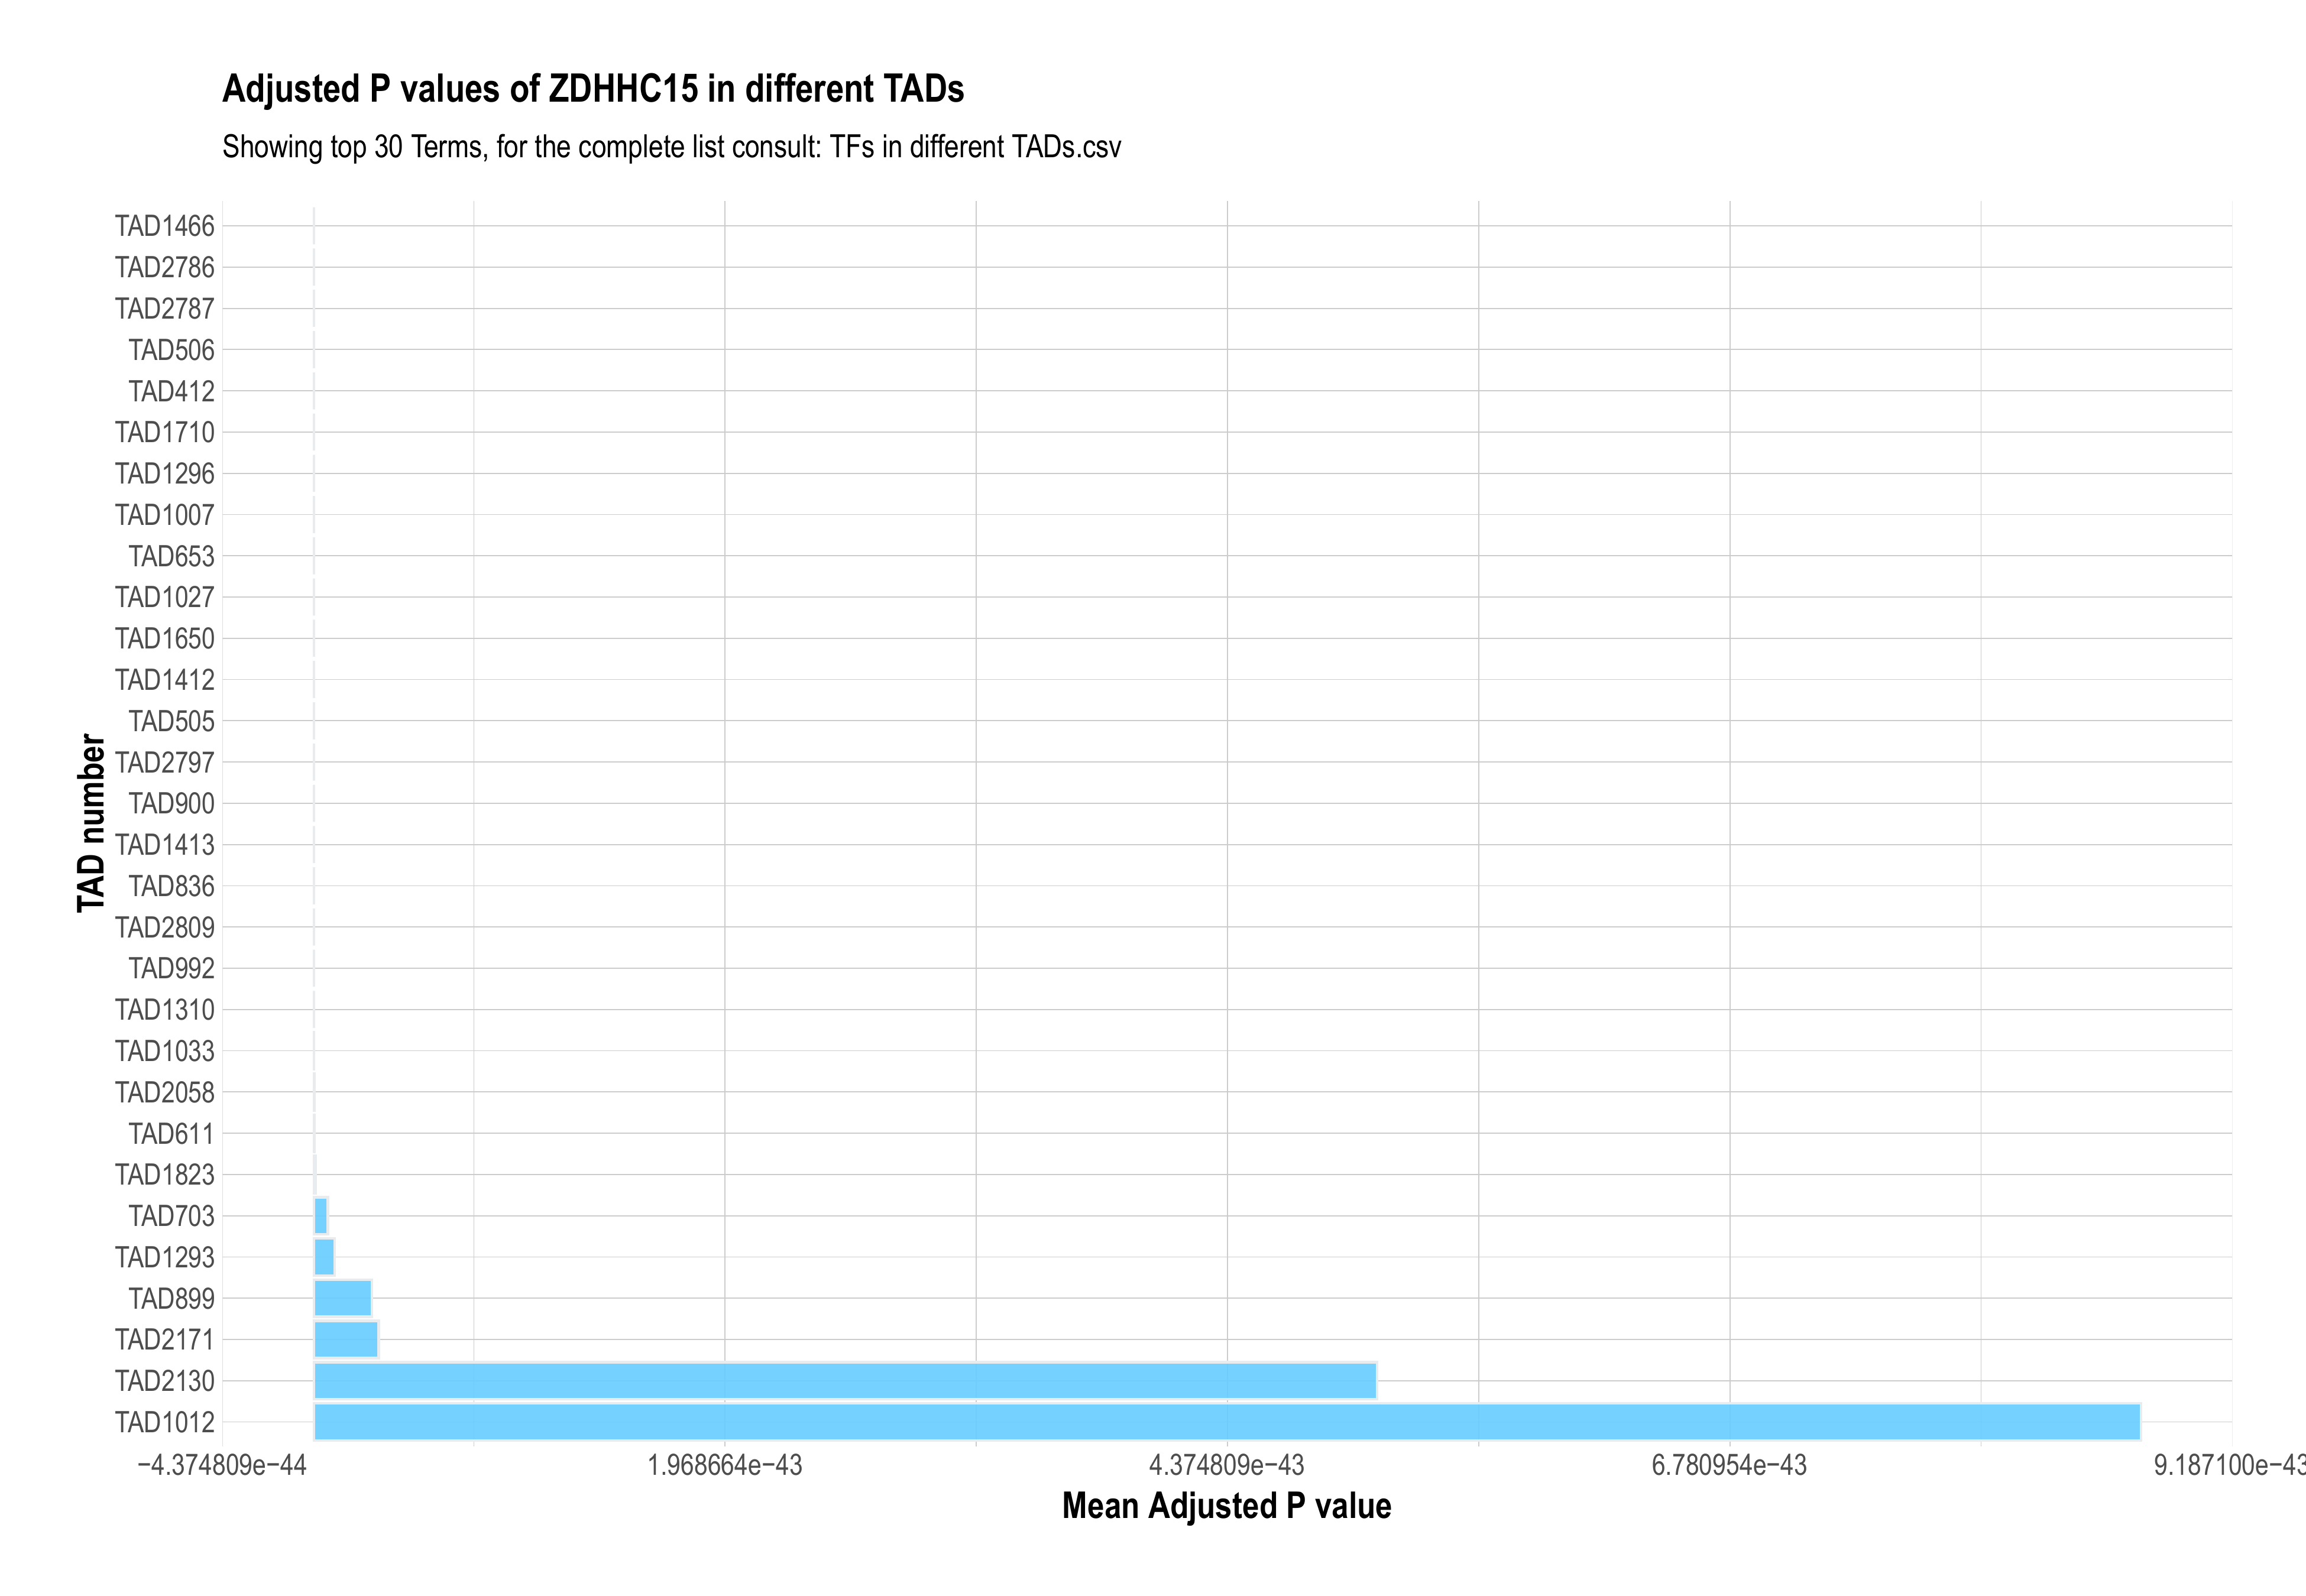 Adjusted P values of ZDHHC15 in different TADs
Showing top 30 Terms, for the complete list consult: TFs in different TADs.csv
TAD number
TAD1466
TAD2786
TAD2787
TAD506
TAD412
TAD1710
TAD1296
TAD1007
TAD653
TAD1027
TAD1650
TAD1412
TAD505
TAD2797
TAD900
TAD1413
TAD836
TAD2809
TAD992
TAD1310
TAD1033
TAD2058
TAD611
TAD1823
TAD703
TAD1293
TAD899
TAD2171
TAD2130
TAD1012
−4.374809e−44 1.968664e−43 4.374809e−43 6.780954e−43 9.187100e−43
Mean Adjusted P value